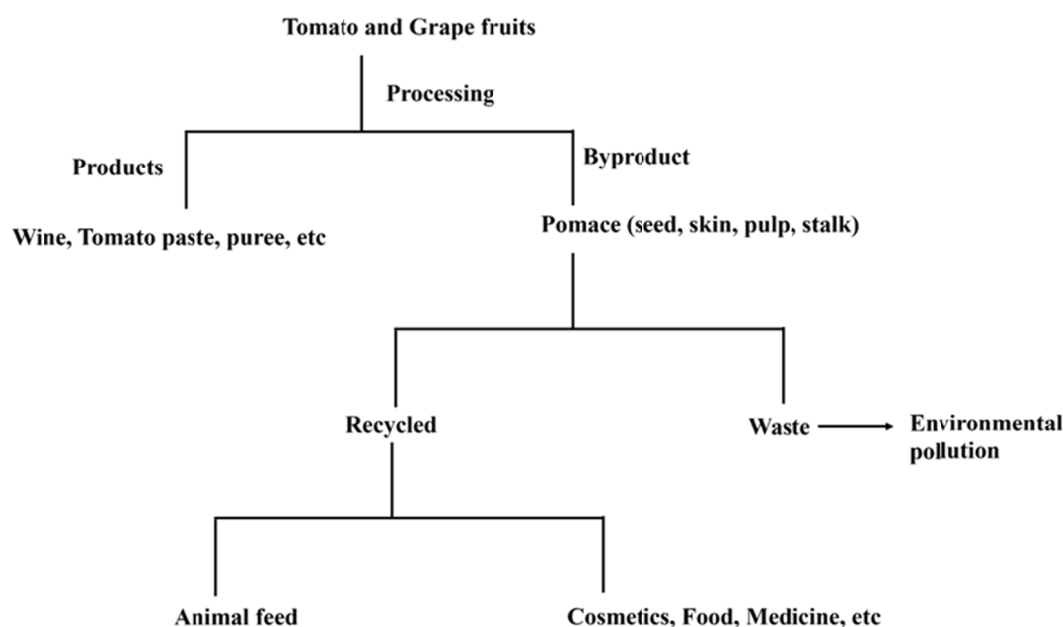 Tomato and Grape fruits
Processing
Products
Byproduct
Wine, Tomato paste, puree, etc
Pomace (seed, skin, pulp, stalk)
Recycled
Waste
Environmental
pollution
Animal feed
Cosmetics, Food, Medicine, etc